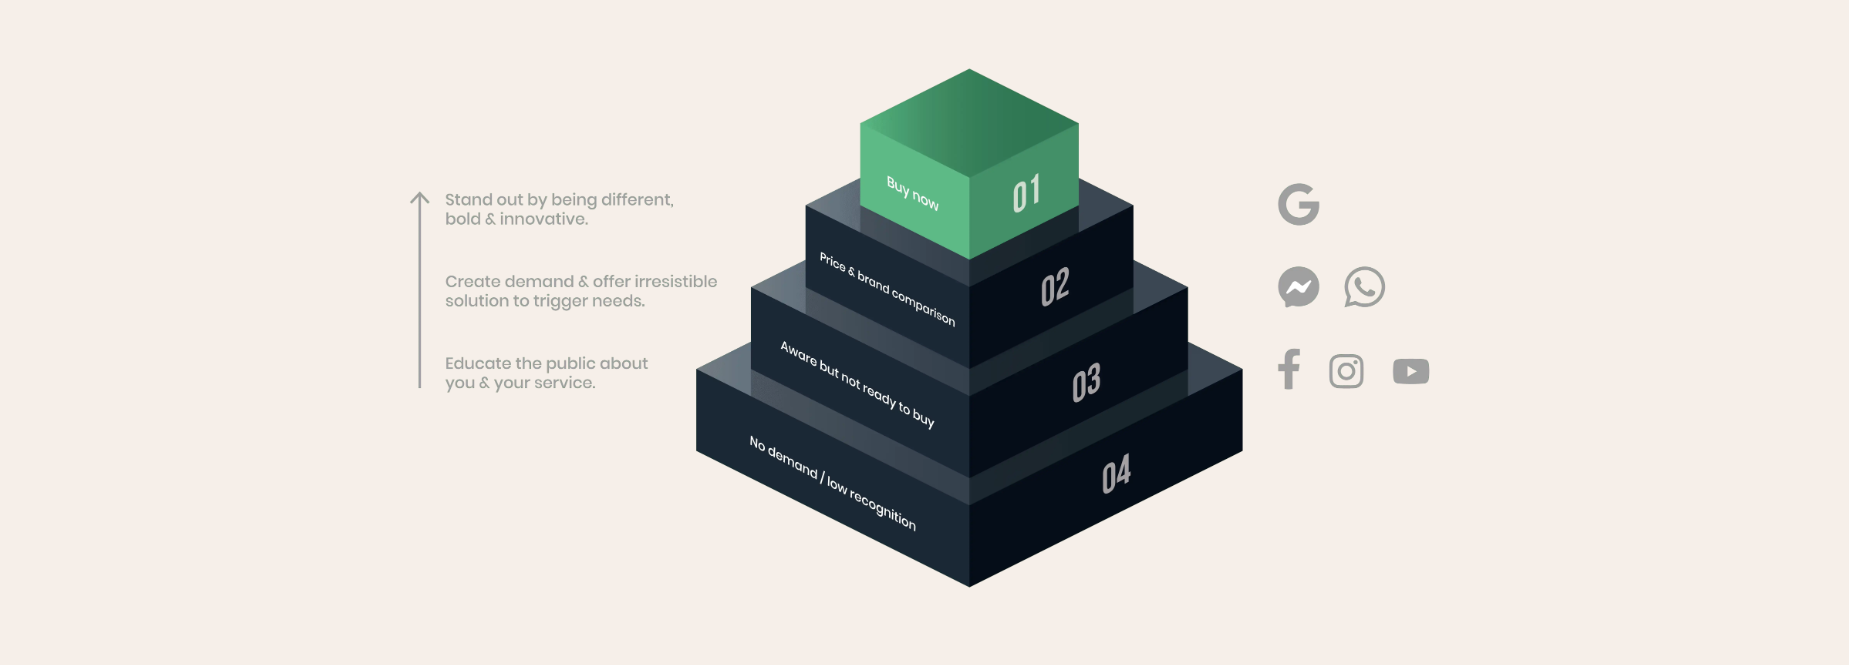 Stand out by being different,
bold & innovative.
Create demand & offer irresistible
solution to trigger needs.
Educate the public about
you & your service.
Buy now
01
Price & brand comparison
02
Aware but not ready to buy
03
No demand / low recognition
04